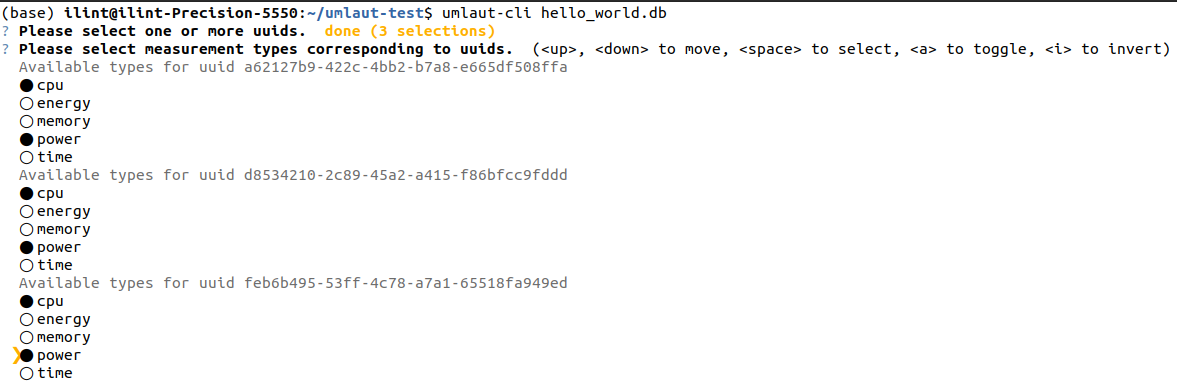 (base) ilint@ilint-Precision-5550:~/umlaut-test$ umlaut-cli hello_world.db
? Please select one or more uuids.  done (3 selections)
? Please select measurement types corresponding to uuids.  (<up>, <down> to move, <space> to select, <a> to toggle, <i> to invert)
Available types for uuid a62127b9-422c-4bb2-b7a8-e665df508ffa
● cpu
○ energy
○ memory
● power
○ time
Available types for uuid d8534210-2c89-45a2-a415-f86bfcc9fddd
● cpu
○ energy
○ memory
● power
○ time
Available types for uuid feb6b495-53ff-4c78-a7a1-65518fa949ed
● cpu
○ energy
○ memory
❯● power
○ time